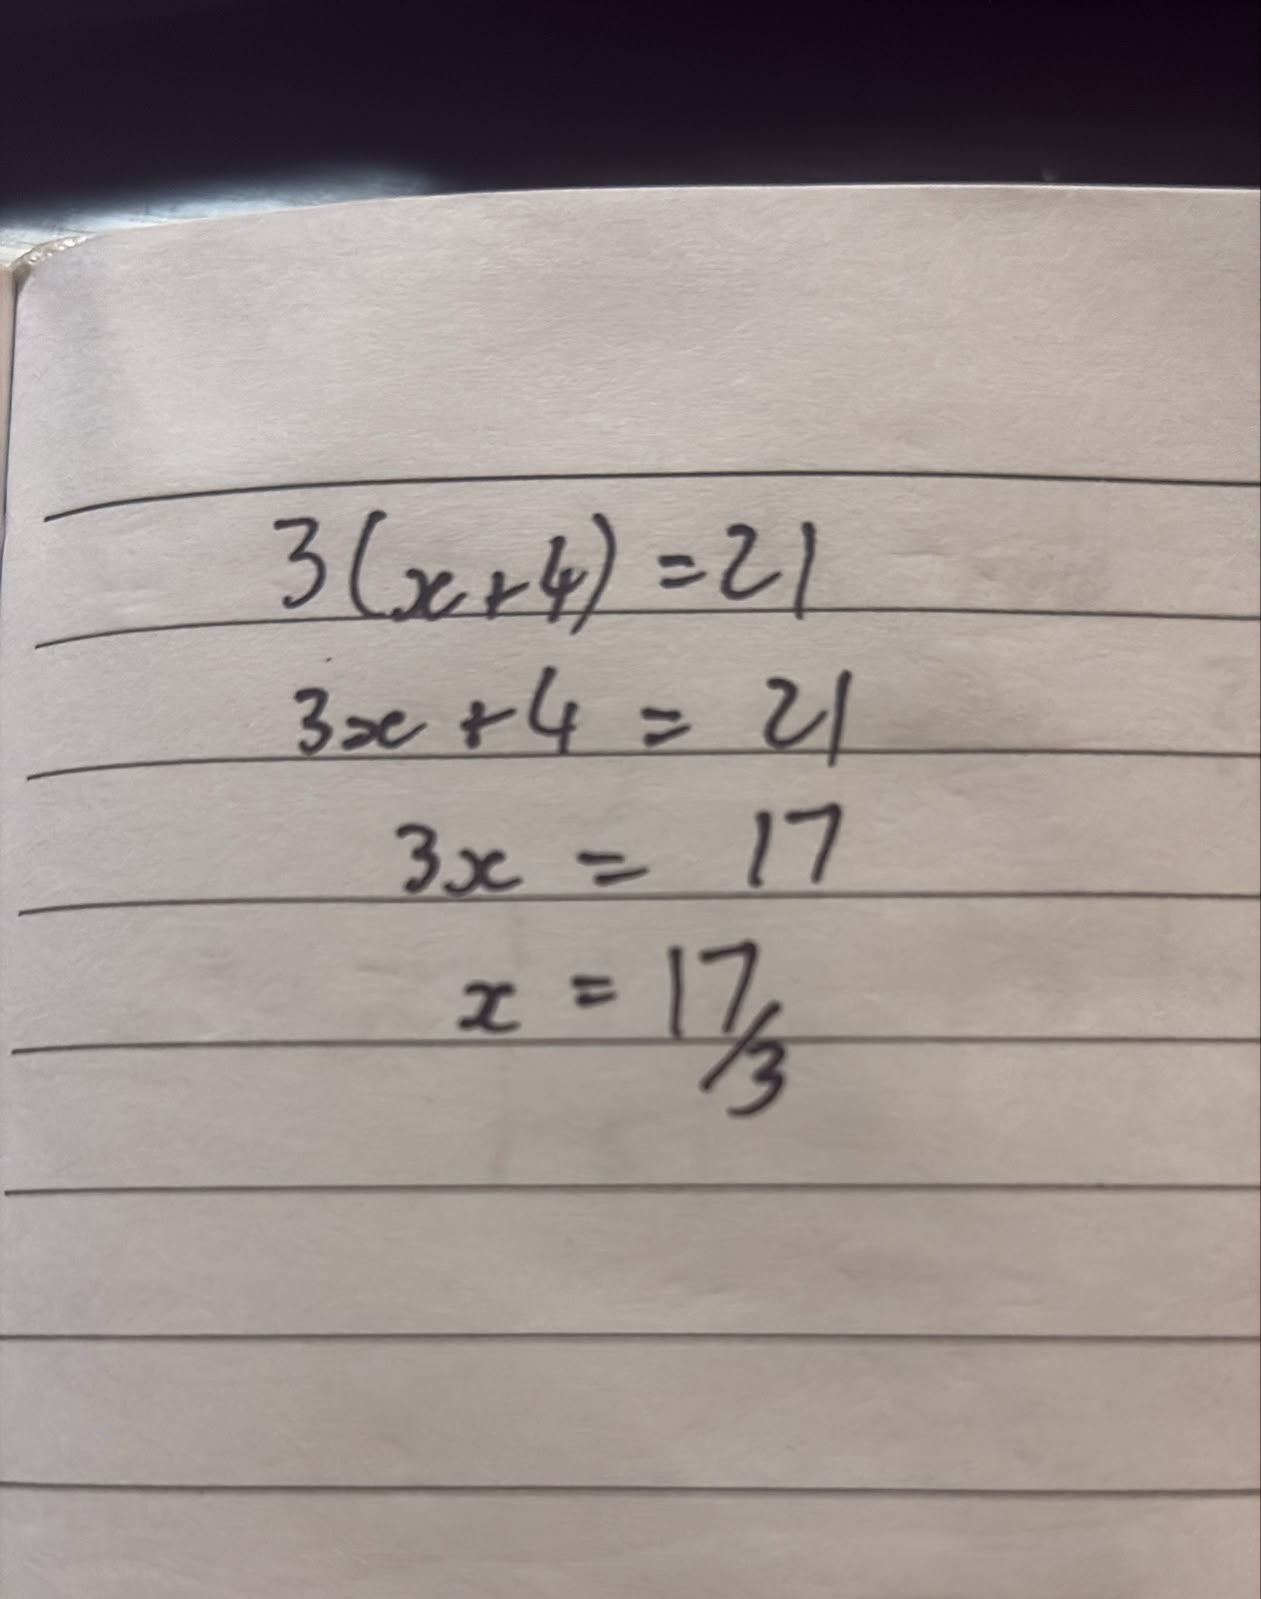 3(x+4)=21
3x+4 = 21
3x = 17
x = 17/3